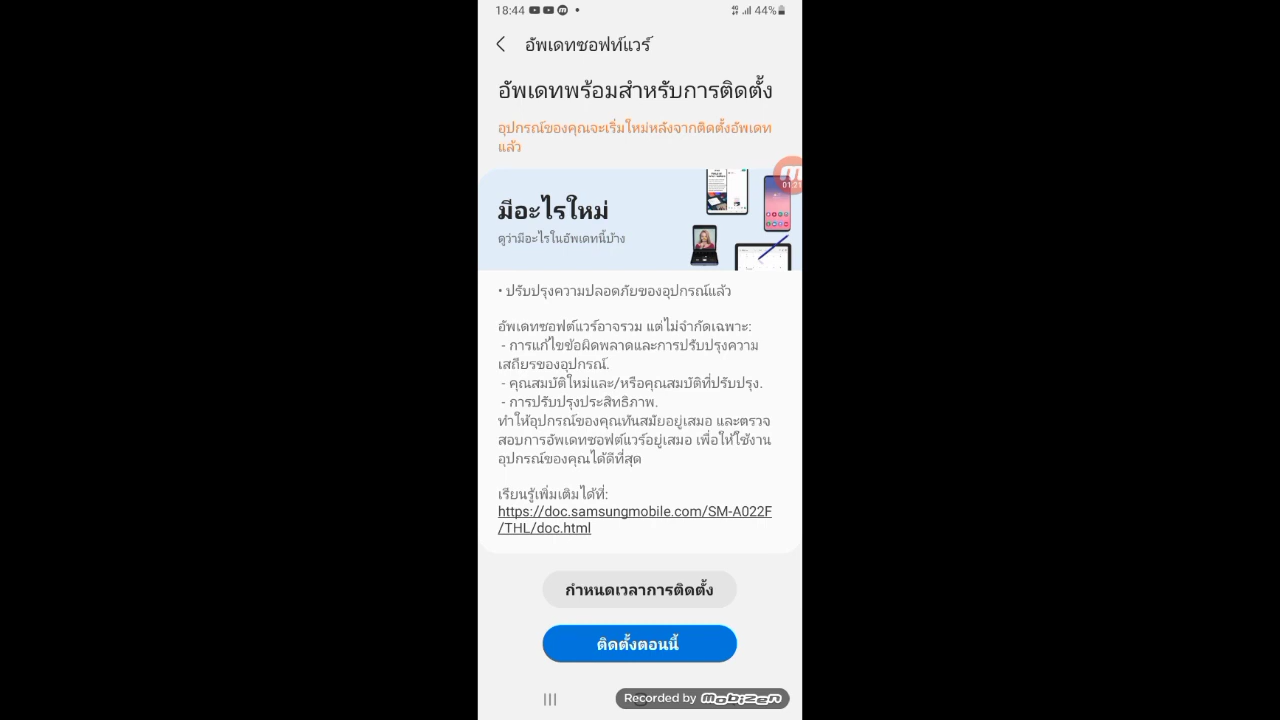 18:44 44%
อัพเดทซอฟท์แวร์
อัพเดทพร้อมสำหรับการติดตั้ง
อุปกรณ์ของคุณจะเริ่มใหม่หลังจากติดตั้งอัพเดท
แล้ว
01:21
มีอะไรใหม่
ดูว่ามีอะไรในอัพเดทนี้บ้าง
• ปรับปรุงความปลอดภัยของอุปกรณ์แล้ว
อัพเดทซอฟต์แวร์อาจรวม แต่ไม่จำกัดเฉพาะ:
- การแก้ไขข้อผิดพลาดและการปรับปรุงความ
เสถียรของอุปกรณ์.
- คุณสมบัติใหม่และ/หรือคุณสมบัติที่ปรับปรุง.
- การปรับปรุงประสิทธิภาพ.
ทำให้อุปกรณ์ของคุณทันสมัยอยู่เสมอ และตรวจ
สอบการอัพเดทซอฟต์แวร์อยู่เสมอ เพื่อให้ใช้งาน
อุปกรณ์ของคุณได้ดีที่สุด
เรียนรู้เพิ่มเติมได้ที่:
https://doc.samsungmobile.com/SM-A022F
/THL/doc.html
กำหนดเวลาการติดตั้ง
ติดตั้งตอนนี้
Recorded by mobizen